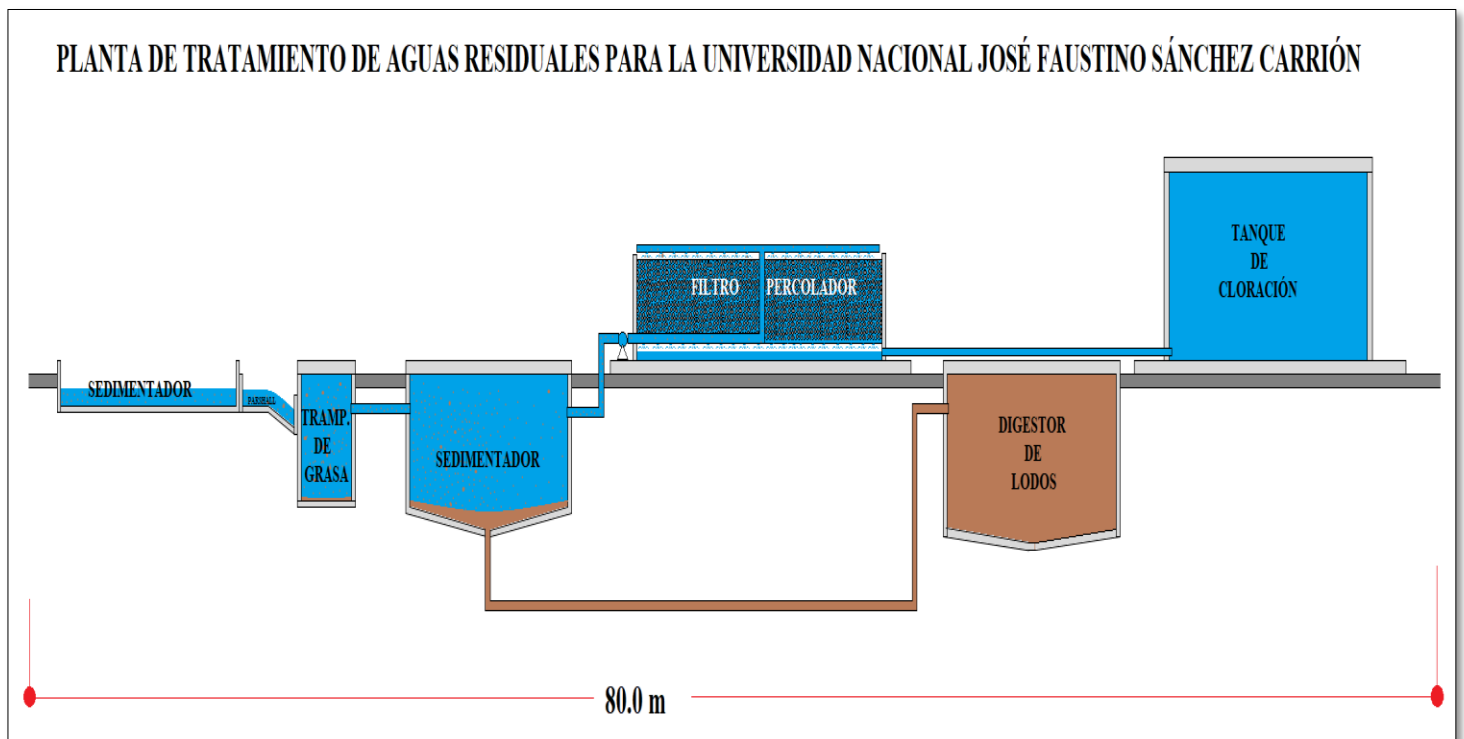 PLANTA DE TRATAMIENTO DE AGUAS RESIDUALES PARA LA UNIVERSIDAD NACIONAL JOSÉ FAUSTINO SÁNCHEZ CARRIÓN
SEDIMENTADOR
PARSHALL
TRAMP.
DE
GRASA
SEDIMENTADOR
FILTRO PERCOLADOR
DIGESTOR
DE
LODOS
TANQUE
DE
CLORACIÓN
80.0 m